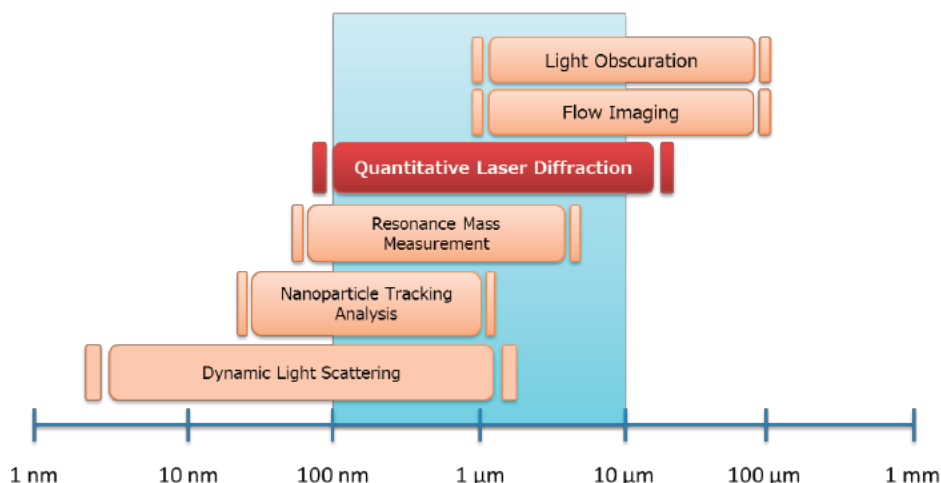 Light Obscuration
Flow Imaging
Quantitative Laser Diffraction
Resonance Mass
Measurement
Nanoparticle Tracking
Analysis
Dynamic Light Scattering
1 nm 10 nm 100 nm 1 µm 10 µm 100 µm 1 mm